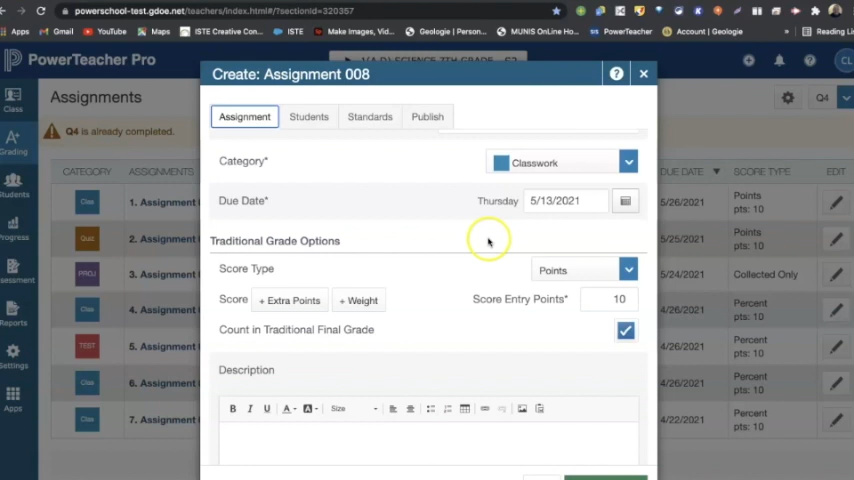 powerschool-test.gdoe.net/teachers/index.html#/?sectionId=320357
Apps Gmail YouTube Maps ISTE Creative Con... ISTE Make Images, Vid... Geologie | Person... MUNIS OnLine Ho... SIS PowerTeacher Account | Geologie » Reading Li
PowerTeacher Pro
CL
Create: Assignment 008
Class
Grading
Students
Progress
ssessment
Reports
Settings
Apps
Assignments
Q4
Q4 is already completed.
CATEGORY ASSIGNMENTS DUE DATE SCORE TYPE EDIT
Clas 1. Assignment 5/26/2021 Points
pts: 10
Quiz 2. Assignment 5/25/2021 Points
pts: 10
PROJ 3. Assignment 5/24/2021 Collected Only
Clas 4. Assignment 4/26/2021 Percent
pts: 10
TEST 5. Assignment 4/26/2021 Percent
pts: 10
Clas 6. Assignment 4/26/2021 Percent
pts: 10
Clas 7. Assignment 4/22/2021 Percent
pts: 10
Assignment Students Standards Publish
Category* Classwork
Due Date* Thursday 5/13/2021
Traditional Grade Options
Score Type Points
Score + Extra Points + Weight Score Entry Points* 10
Count in Traditional Final Grade
Description
B I U A A Size